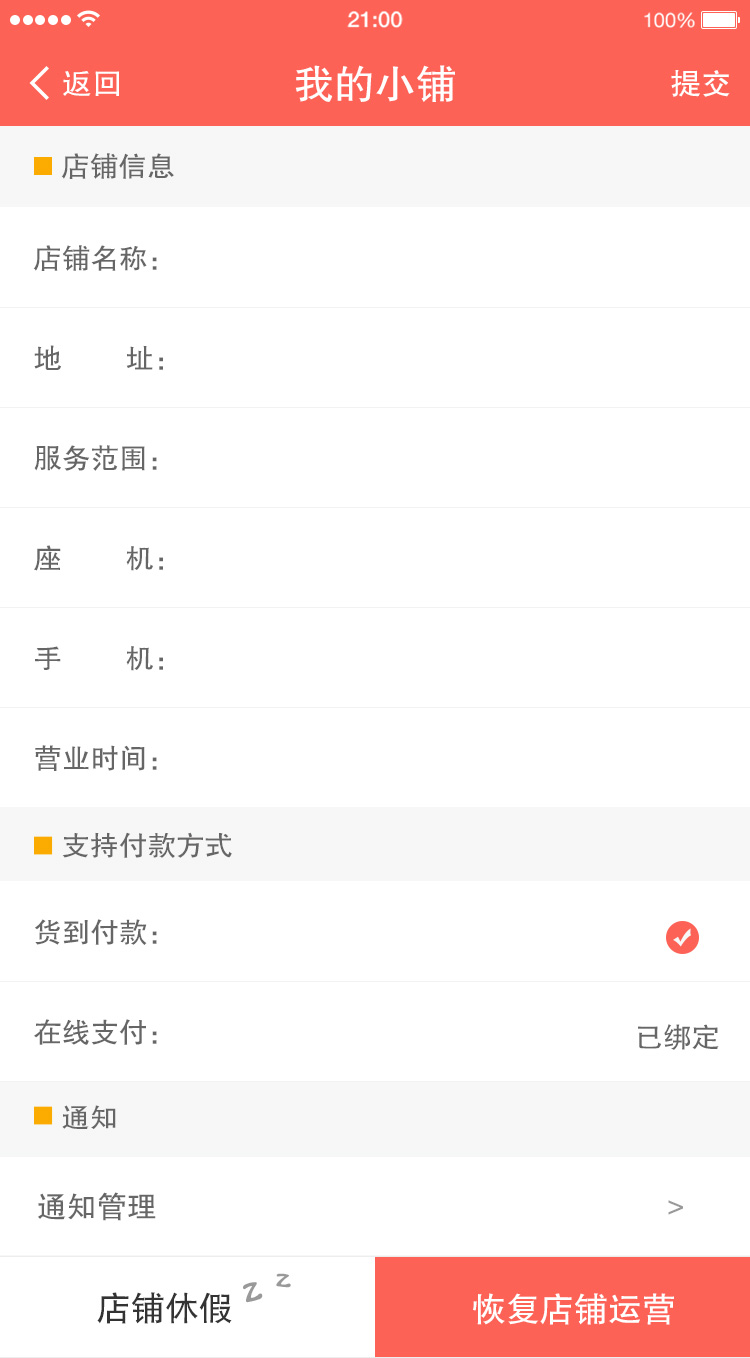 21:00
100%
返回
我的小铺
提交
店铺信息
店铺名称：
地 址：
服务范围：
座 机：
手 机：
营业时间：
支持付款方式
货到付款：
在线支付：
已绑定
通知
通知管理
>
店铺休假 z z
恢复店铺运营